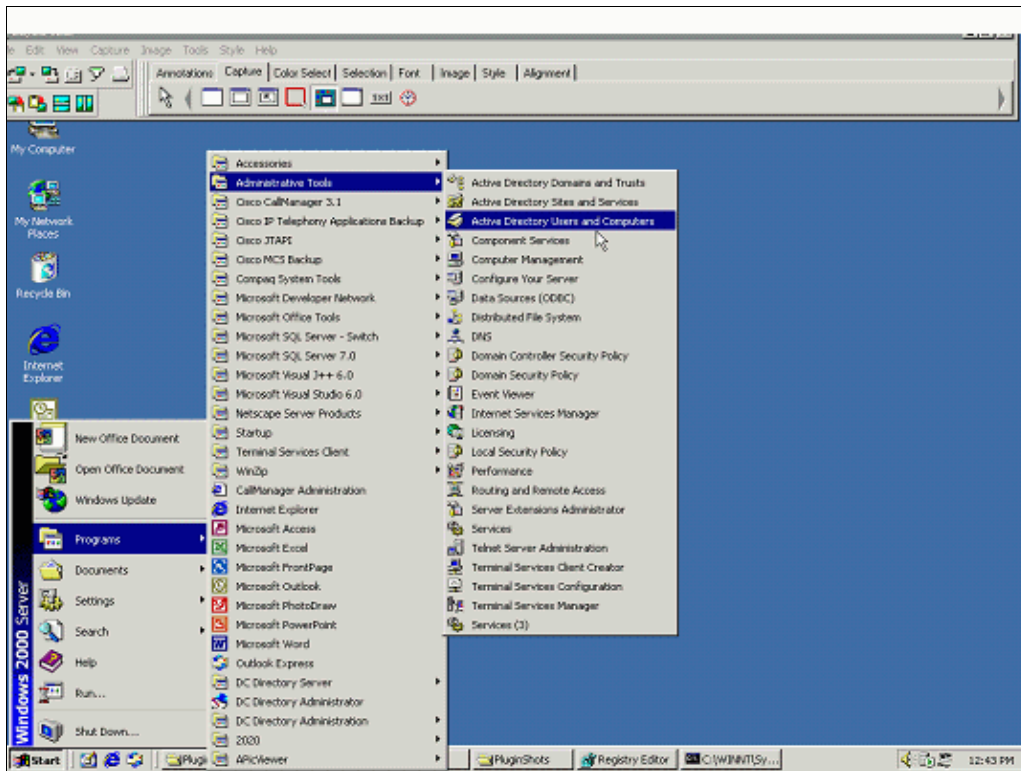 Edit View Capture Image Tools Style Help
Annotations Capture Color Select Selection Font Image Style Alignment
My Computer
My Network
Places
Recycle Bin
Internet
Explorer
Accessories
Administrative Tools
Cisco CallManager 3.1
Cisco IP Telephony Applications Backup
Cisco JTAPI
Cisco MCS Backup
Compaq System Tools
Microsoft Developer Network
Microsoft Office Tools
Microsoft SQL Server - Switch
Microsoft SQL Server 7.0
Microsoft Visual J++ 6.0
Microsoft Visual Studio 6.0
Netscape Server Products
Startup
Terminal Services Client
WinZip
CallManager Administration
Internet Explorer
Microsoft Access
Microsoft Excel
Microsoft FrontPage
Microsoft Outlook
Microsoft PhotoDraw
Microsoft PowerPoint
Microsoft Word
Outlook Express
DC Directory Server
DC Directory Administrator
DC Directory Administration
2020
APicViewer
Active Directory Domains and Trusts
Active Directory Sites and Services
Active Directory Users and Computers
Component Services
Computer Management
Configure Your Server
Data Sources (ODBC)
Distributed File System
DNS
Domain Controller Security Policy
Domain Security Policy
Event Viewer
Internet Services Manager
Licensing
Local Security Policy
Performance
Routing and Remote Access
Server Extensions Administrator
Services
Telnet Server Administration
Terminal Services Client Creator
Terminal Services Configuration
Terminal Services Manager
Services (3)
New Office Document
Open Office Document
Windows Update
Programs
Documents
Settings
Search
Help
Run...
Shut Down...
Windows 2000 Server
Start PluginShots Registry Editor C:\WINNT\Sy... 12:43 PM